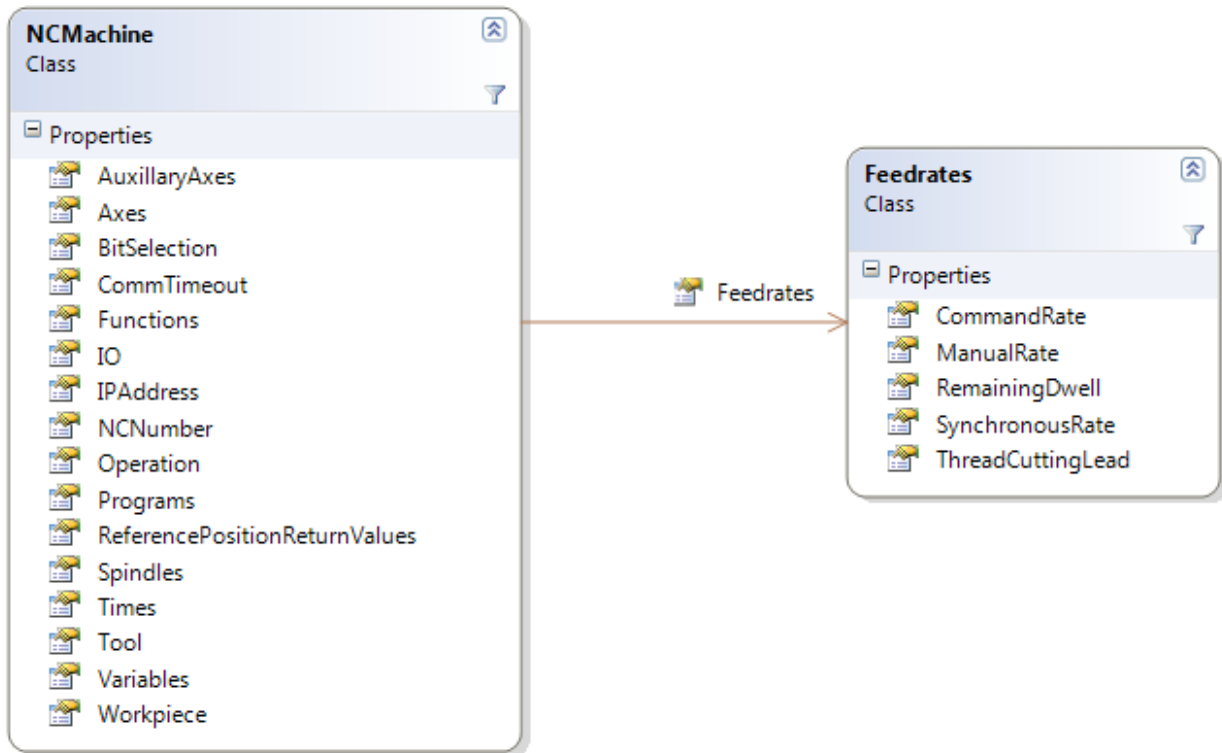 NCMachine
Class
Properties
AuxillaryAxes
Axes
BitSelection
CommTimeout
Functions
IO
IPAddress
NCNumber
Operation
Programs
ReferencePositionReturnValues
Spindles
Times
Tool
Variables
Workpiece
Feedrates
Feedrates
Class
Properties
CommandRate
ManualRate
RemainingDwell
SynchronousRate
ThreadCuttingLead